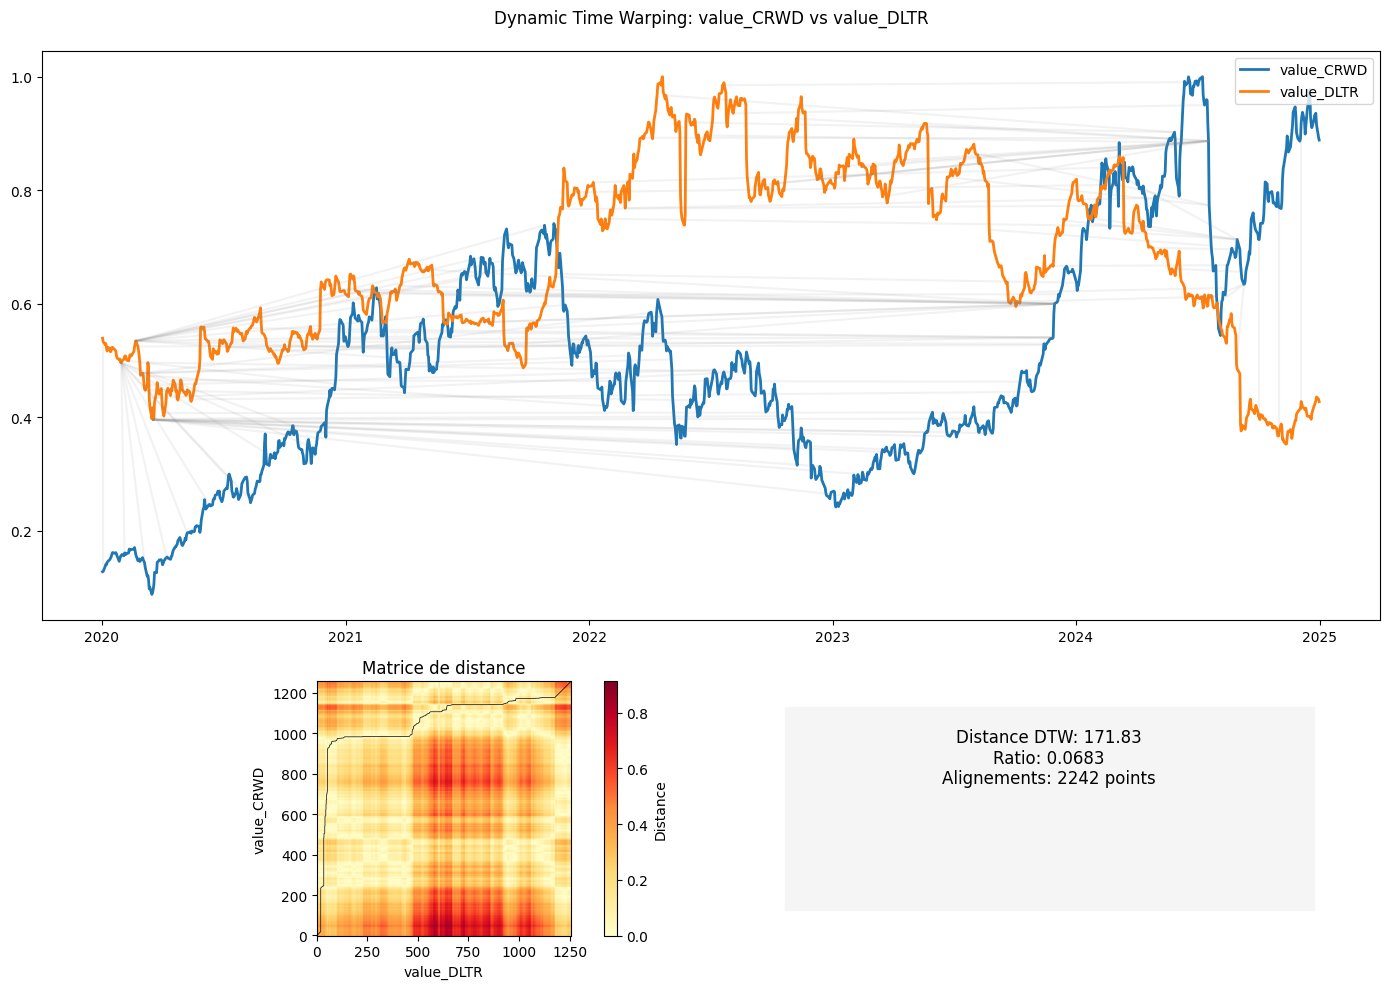 Dynamic Time Warping: value_CRWD vs value_DLTR
value_CRWD
value_DLTR
1.0
0.8
0.6
0.4
0.2
2020 2021 2022 2023 2024 2025
Matrice de distance
value_CRWD
1200
1000
800
600
400
200
0
0 250 500 750 1000 1250
value_DLTR
0.8
0.6
0.4
0.2
0.0
Distance
Distance DTW: 171.83
Ratio: 0.0683
Alignements: 2242 points